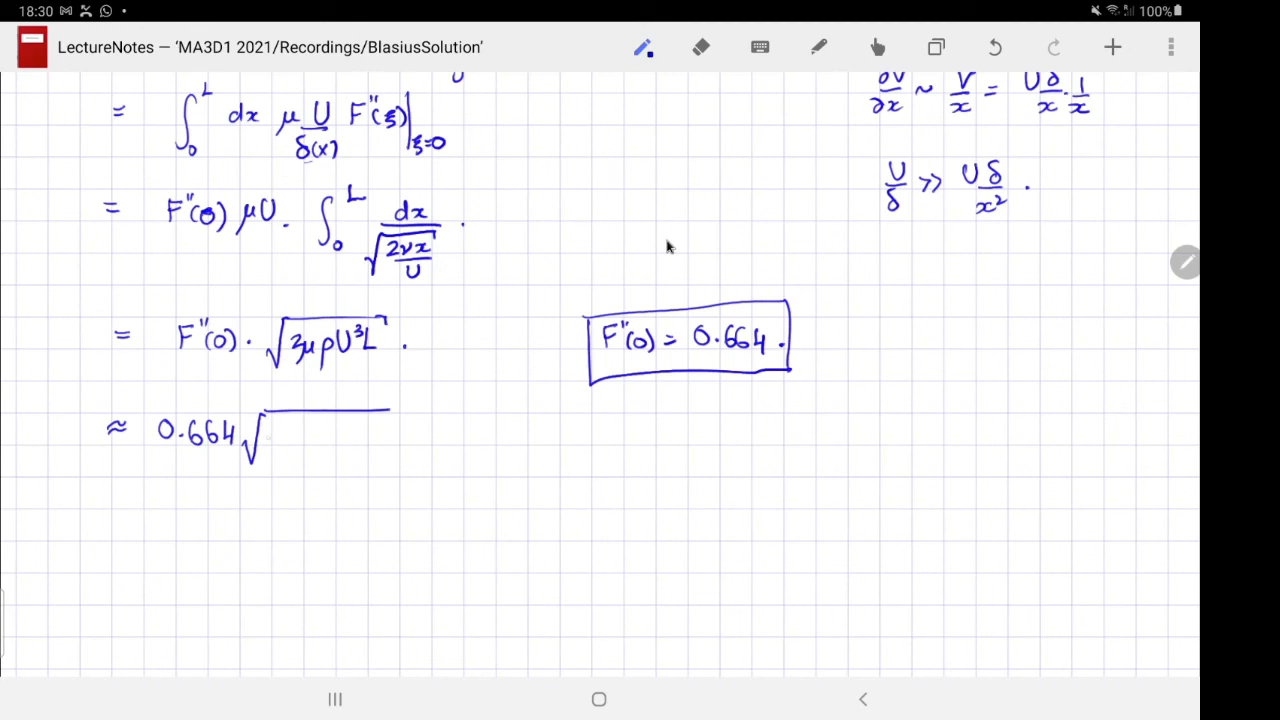 18:30 100%
LectureNotes — ‘MA3D1 2021/Recordings/BlasiusSolution’
U
= ∫₀ᴸ dx μ U/δ(x) F''(ξ)|ξ=0
∂V/∂x ~ V/x = Uδ/x · 1/x
U/δ >> Uδ/x² .
= F''(0) μU . ∫₀ᴸ dx/√(2νx/U) .
= F''(0) · √(2μρU³L) .
F''(0) = 0.664 .
≈ 0.664 √